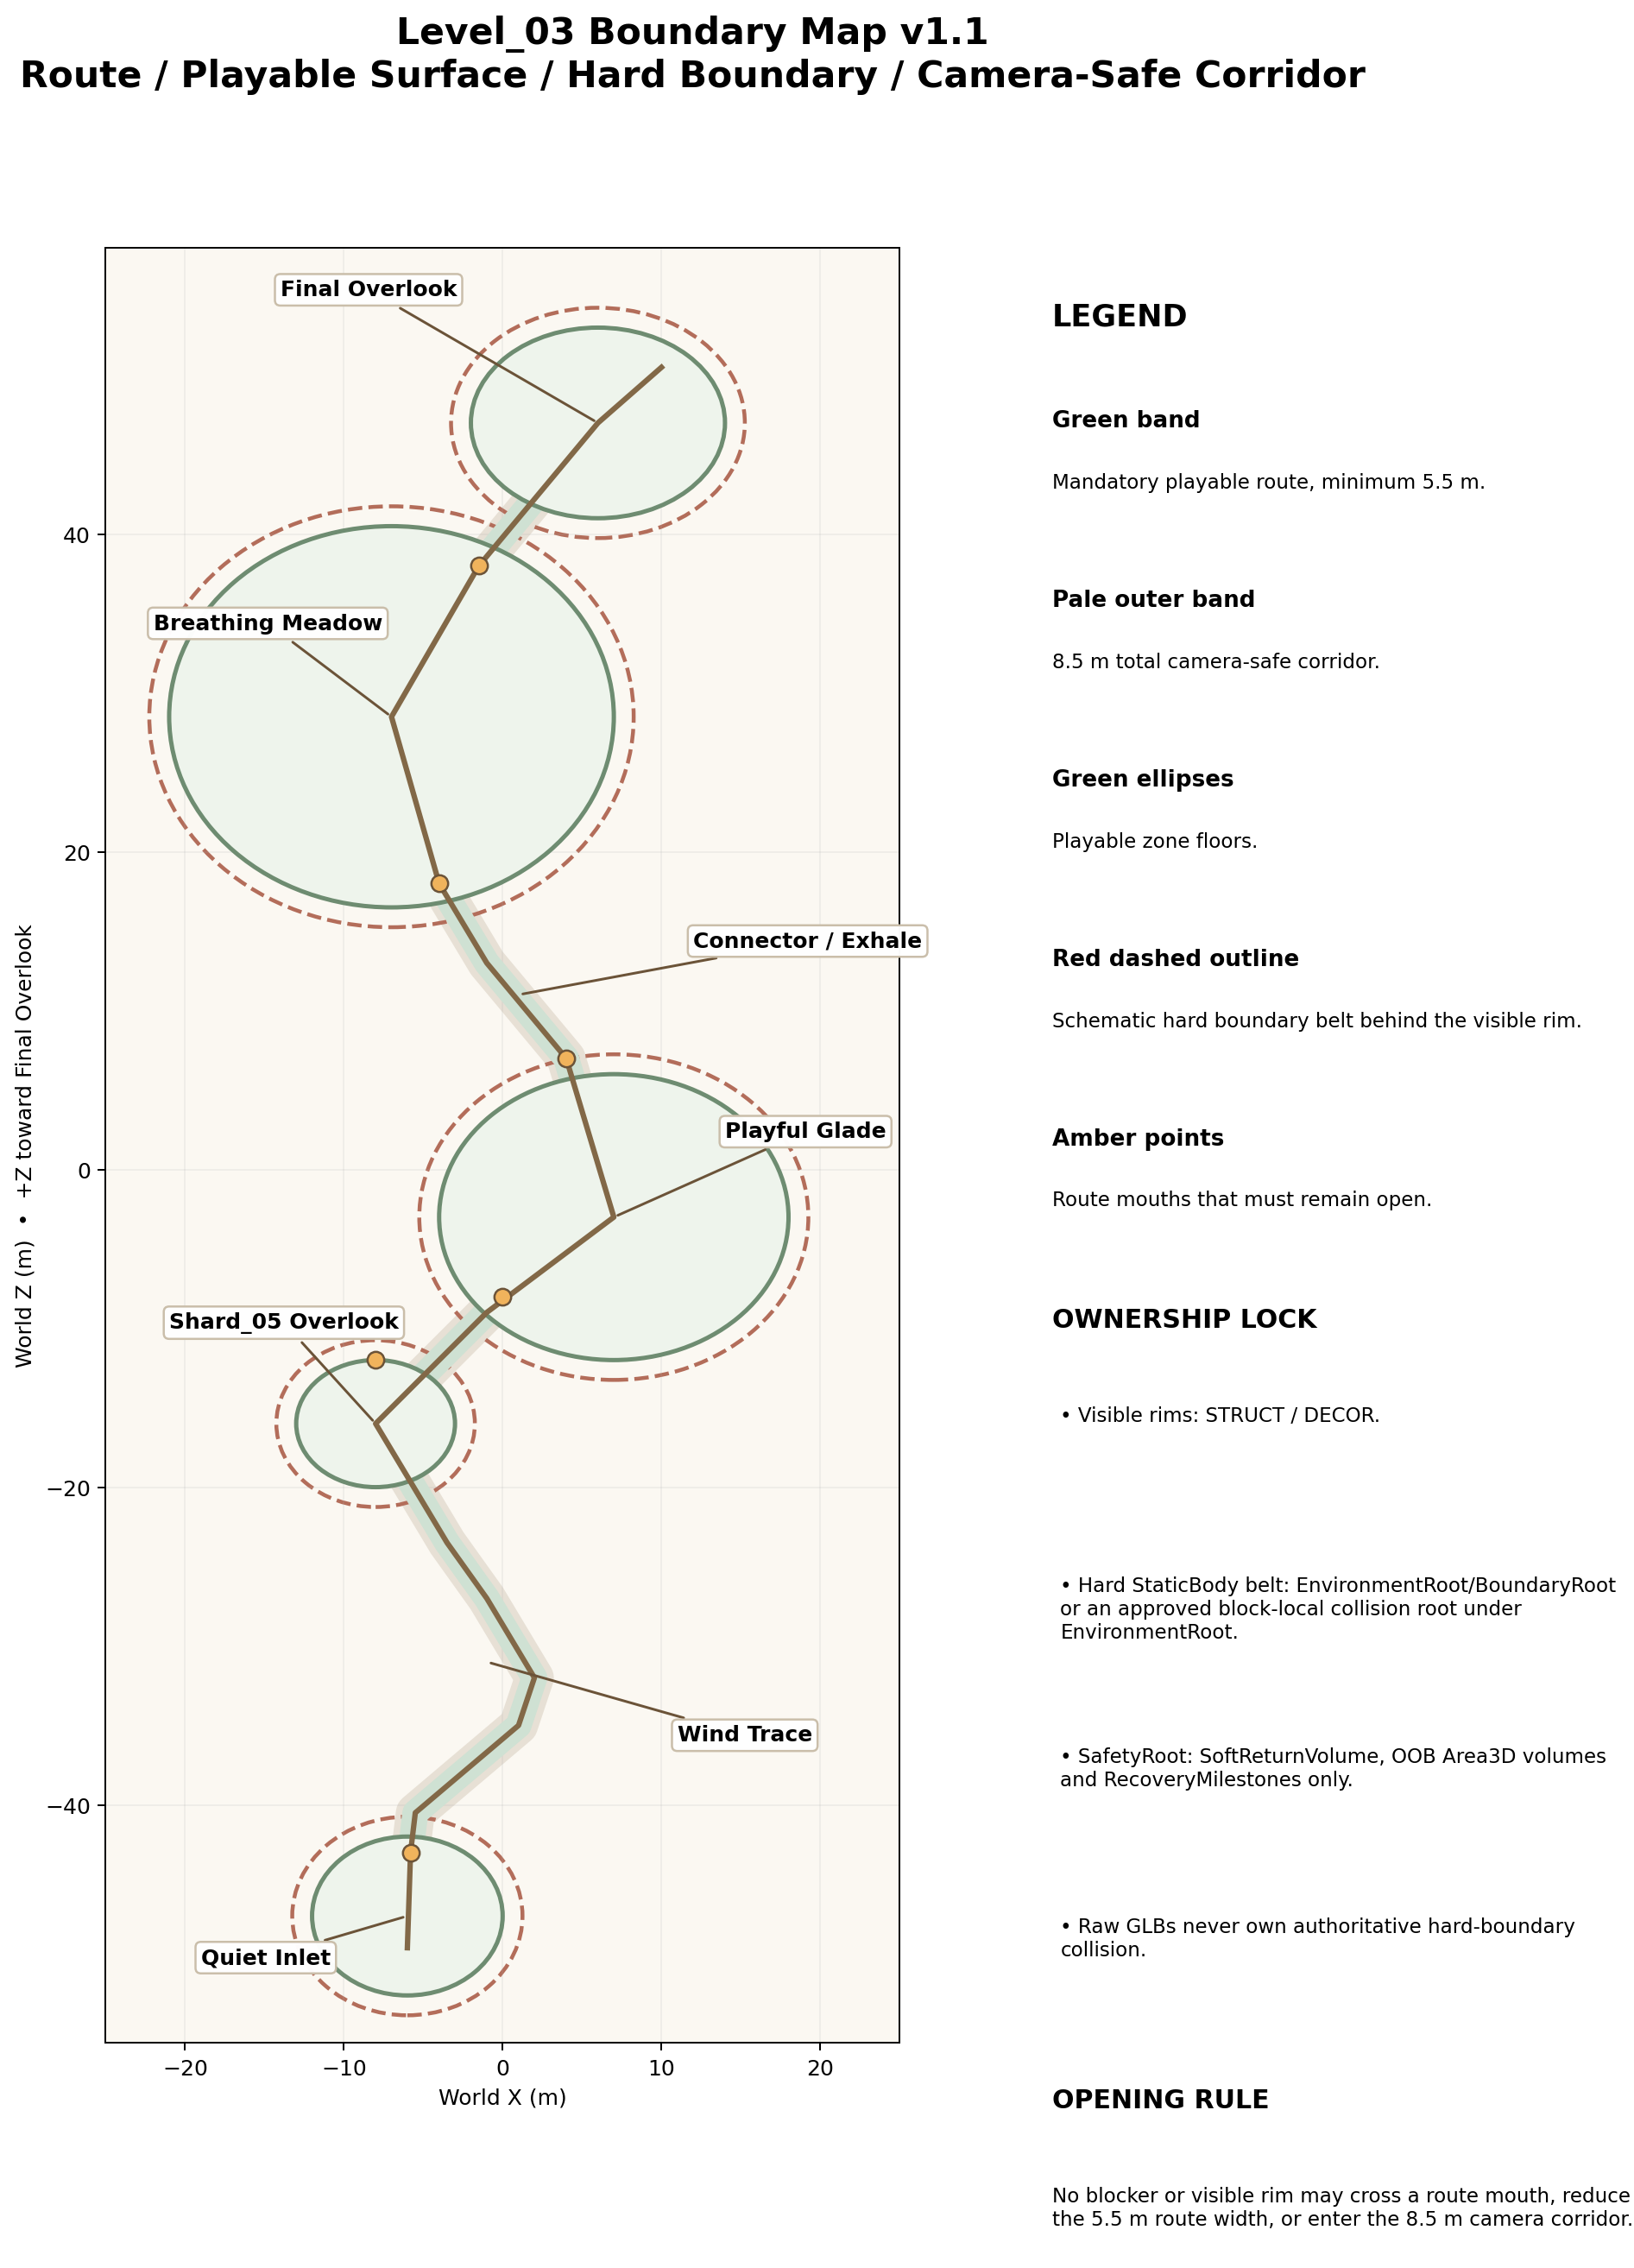 Level_03 Boundary Map v1.1
Route / Playable Surface / Hard Boundary / Camera-Safe Corridor
Final Overlook
Breathing Meadow
Connector / Exhale
Playful Glade
Shard_05 Overlook
Wind Trace
Quiet Inlet
40
20
0
−20
−40
World Z (m) • +Z toward Final Overlook
−20
−10
0
10
20
World X (m)
LEGEND
Green band
Mandatory playable route, minimum 5.5 m.
Pale outer band
8.5 m total camera-safe corridor.
Green ellipses
Playable zone floors.
Red dashed outline
Schematic hard boundary belt behind the visible rim.
Amber points
Route mouths that must remain open.
OWNERSHIP LOCK
• Visible rims: STRUCT / DECOR.
• Hard StaticBody belt: EnvironmentRoot/BoundaryRoot
or an approved block-local collision root under
EnvironmentRoot.
• SafetyRoot: SoftReturnVolume, OOB Area3D volumes
and RecoveryMilestones only.
• Raw GLBs never own authoritative hard-boundary
collision.
OPENING RULE
No blocker or visible rim may cross a route mouth, reduce
the 5.5 m route width, or enter the 8.5 m camera corridor.